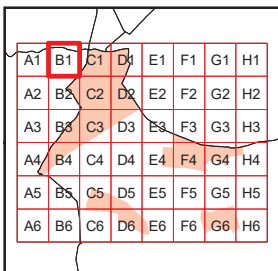 A1 B1 C1 D1 E1 F1 G1 H1
A2 B2 C2 D2 E2 F2 G2 H2
A3 B3 C3 D3 E3 F3 G3 H3
A4 B4 C4 D4 E4 F4 G4 H4
A5 B5 C5 D5 E5 F5 G5 H5
A6 B6 C6 D6 E6 F6 G6 H6